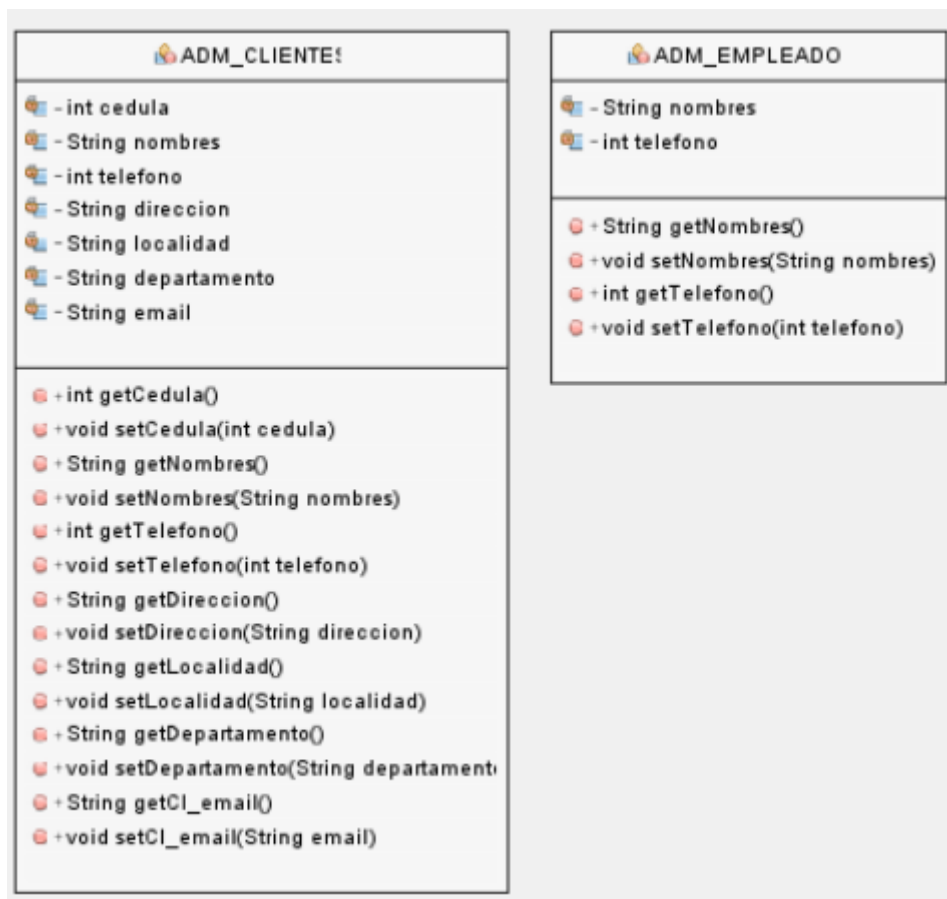 ADM_CLIENTES
- int cedula
- String nombres
- int telefono
- String direccion
- String localidad
- String departamento
- String email
+ int getCedula()
+ void setCedula(int cedula)
+ String getNombres()
+ void setNombres(String nombres)
+ int getTelefono()
+ void setTelefono(int telefono)
+ String getDireccion()
+ void setDireccion(String direccion)
+ String getLocalidad()
+ void setLocalidad(String localidad)
+ String getDepartamento()
+ void setDepartamento(String departament
+ String getCl_email()
+ void setCl_email(String email)
ADM_EMPLEADO
- String nombres
- int telefono
+ String getNombres()
+ void setNombres(String nombres)
+ int getTelefono()
+ void setTelefono(int telefono)